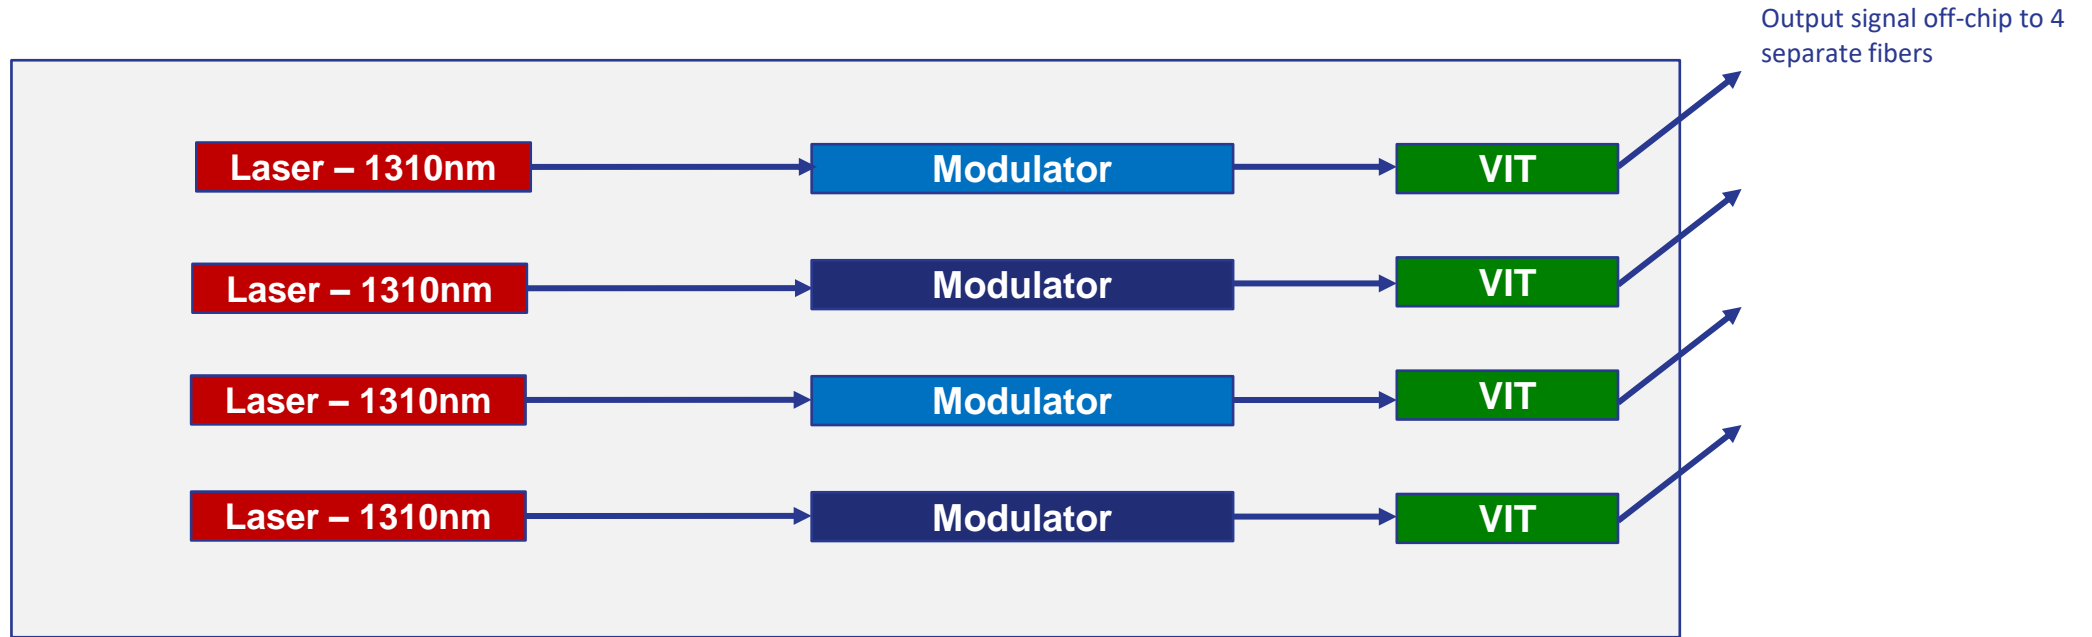 Output signal off-chip to 4
separate fibers
Laser – 1310nm
Modulator
VIT
Laser – 1310nm
Modulator
VIT
Laser – 1310nm
Modulator
VIT
Laser – 1310nm
Modulator
VIT